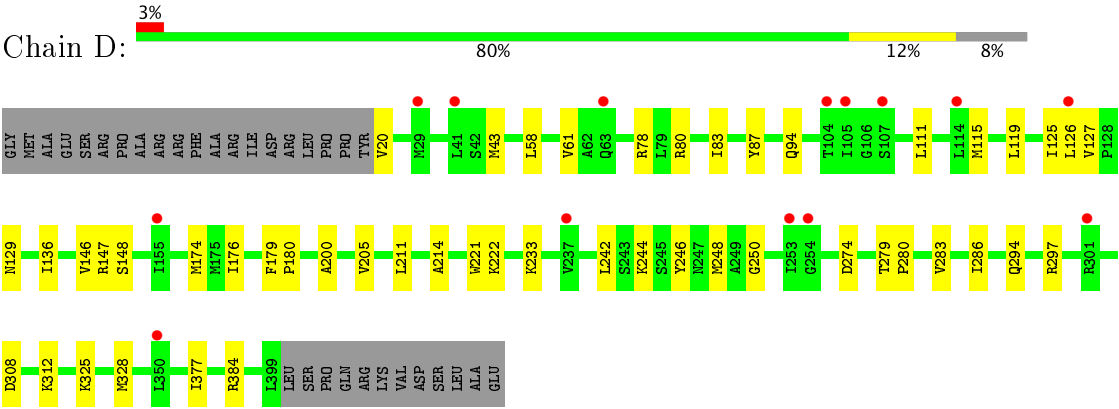 3%
Chain D:
80% 12% 8%
GLY MET ALA GLU SER ARG PRO ALA ARG ARG PHE ALA ARG ILE ASP ARG LEU PRO PRO TYR V20 M29 L41 S42 M43 L58 V61 A62 Q63 R78 L79 R80 I83 Y87 Q94 T104 I105 G106 S107 L111 L114 M115 L119 I125 L126 V127 P128
N129 I136 V146 R147 S148 I155 M174 M175 I176 F179 P180 A200 V205 L211 A214 W221 K222 K233 V237 L242 S243 K244 S245 Y246 N247 M248 A249 G250 I253 G254 D274 T279 P280 V283 I286 Q294 R297 R301
D308 K312 K325 M328 L350 I377 R384 L399 LEU SER PRO GLN ARG LYS VAL ASP SER LEU ALA GLU